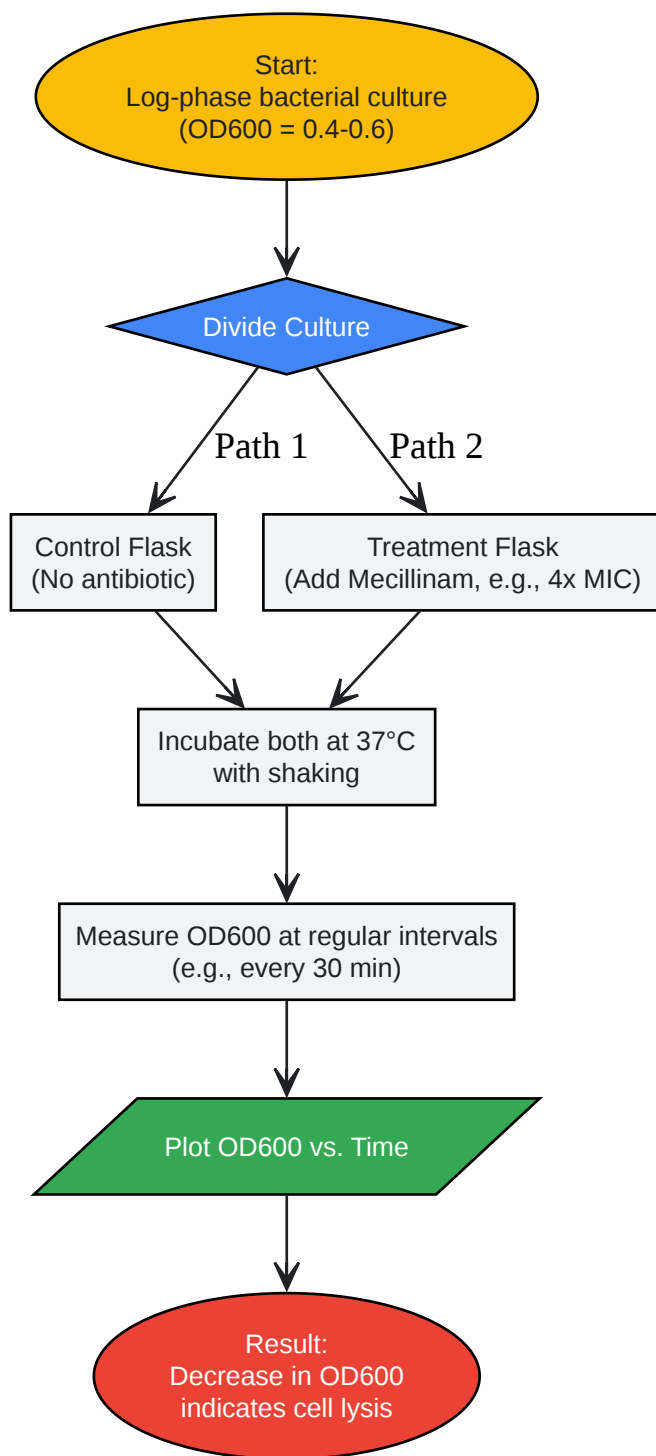 Start:
Log-phase bacterial culture
(OD600 = 0.4-0.6)
Divide Culture
Path 1
Path 2
Control Flask
(No antibiotic)
Treatment Flask
(Add Mecillinam, e.g., 4x MIC)
Incubate both at 37°C
with shaking
Measure OD600 at regular intervals
(e.g., every 30 min)
Plot OD600 vs. Time
Result:
Decrease in OD600
indicates cell lysis